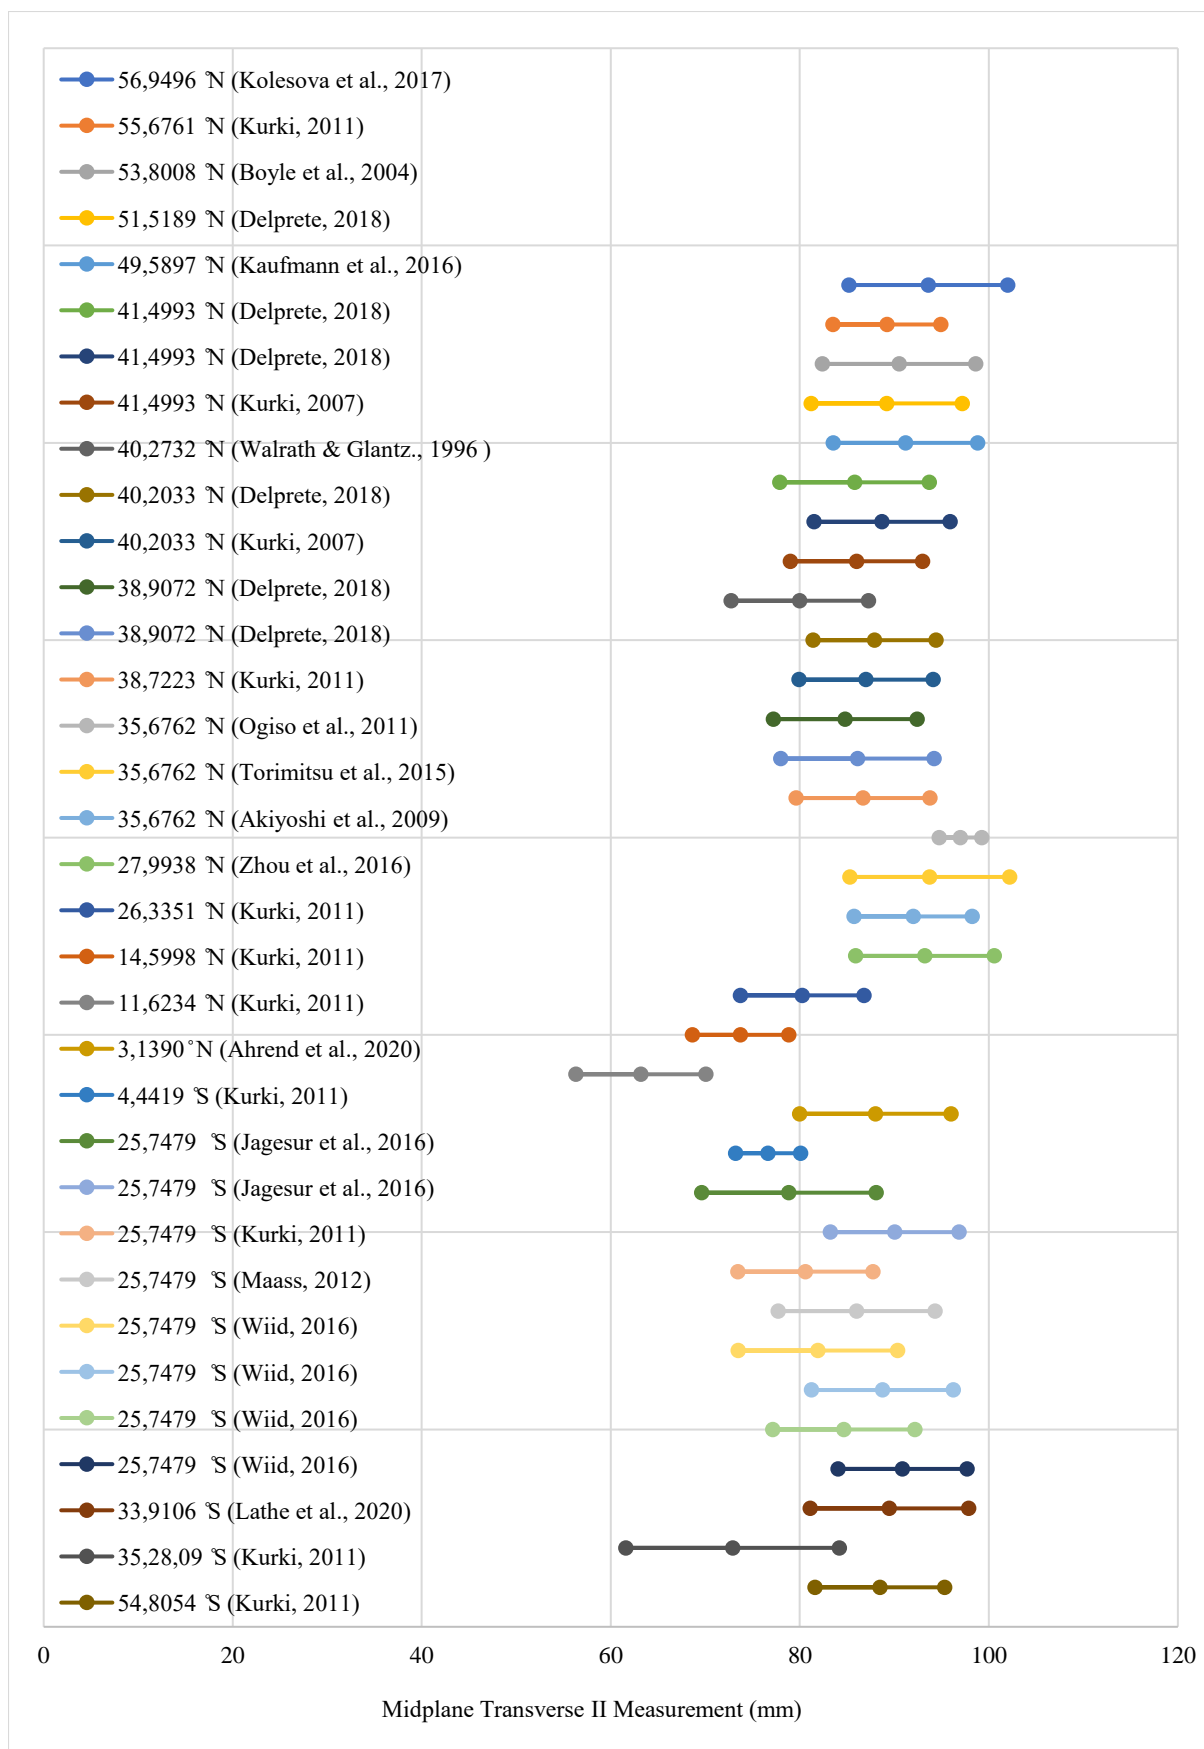 56,9496 °N (Kolesova et al., 2017)
55,6761 °N (Kurki, 2011)
53,8008 °N (Boyle et al., 2004)
51,5189 °N (Delprete, 2018)
49,5897 °N (Kaufmann et al., 2016)
41,4993 °N (Delprete, 2018)
41,4993 °N (Delprete, 2018)
41,4993 °N (Kurki, 2007)
40,2732 °N (Walrath & Glantz., 1996 )
40,2033 °N (Delprete, 2018)
40,2033 °N (Kurki, 2007)
38,9072 °N (Delprete, 2018)
38,9072 °N (Delprete, 2018)
38,7223 °N (Kurki, 2011)
35,6762 °N (Ogiso et al., 2011)
35,6762 °N (Torimitsu et al., 2015)
35,6762 °N (Akiyoshi et al., 2009)
27,9938 °N (Zhou et al., 2016)
26,3351 °N (Kurki, 2011)
14,5998 °N (Kurki, 2011)
11,6234 °N (Kurki, 2011)
3,1390°N (Ahrend et al., 2020)
4,4419 °S (Kurki, 2011)
25,7479 °S (Jagesur et al., 2016)
25,7479 °S (Jagesur et al., 2016)
25,7479 °S (Kurki, 2011)
25,7479 °S (Maass, 2012)
25,7479 °S (Wiid, 2016)
25,7479 °S (Wiid, 2016)
25,7479 °S (Wiid, 2016)
25,7479 °S (Wiid, 2016)
33,9106 °S (Lathe et al., 2020)
35,28,09 °S (Kurki, 2011)
54,8054 °S (Kurki, 2011)
0 20 40 60 80 100 120
Midplane Transverse II Measurement (mm)